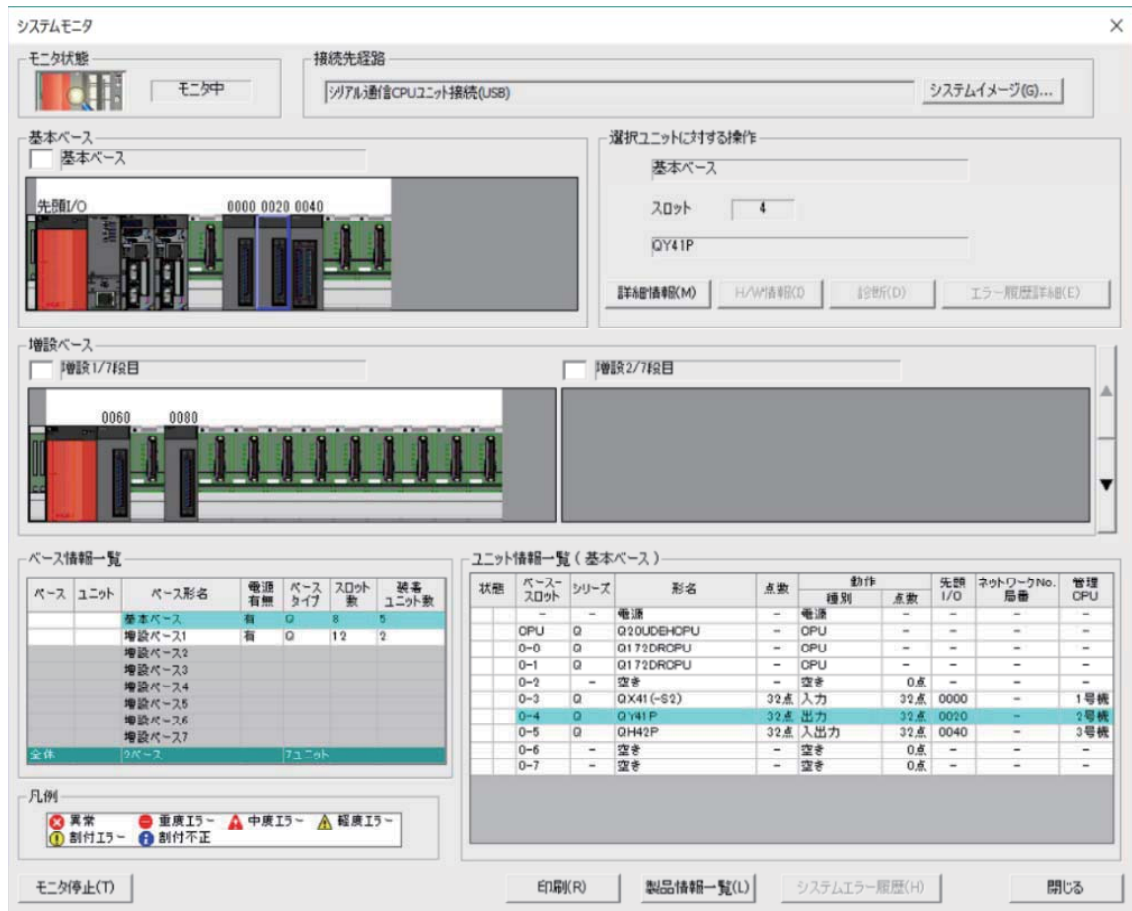 システムモニタ
モニタ状態
モニタ中
接続先経路
シリアル通信CPUユニット接続(USB)
システムイメージ(G)...
基本ベース
基本ベース
先頭I/O 0000 0020 0040
選択ユニットに対する操作
基本ベース
スロット 4
QY41P
詳細情報(M) H/W情報(I) 診断(D) エラー履歴詳細(E)
増設ベース
増設1/7段目
増設2/7段目
0060 0080
ベース情報一覧
ベース ユニット ベース形名 電源有無 ベースタイプ スロット数 装着ユニット数
基本ベース 有 Q 8 5
増設ベース1 有 Q 12 2
増設ベース2
増設ベース3
増設ベース4
増設ベース5
増設ベース6
増設ベース7
全体 2ベース 7ユニット
ユニット情報一覧(基本ベース)
状態 ベース-スロット シリーズ 形名 点数 動作 先頭I/O ネットワークNo.局番 管理CPU
種別 点数
- - 電源 - 電源 - - - -
CPU Q Q20UDEHCPU - CPU - - - -
0-0 Q Q172DRCPU - CPU - - - -
0-1 Q Q172DRCPU - CPU - - - -
0-2 - 空き - 空き 0点 - - -
0-3 Q QX41(-S2) 32点 入力 32点 0000 - 1号機
0-4 Q QY41P 32点 出力 32点 0020 - 2号機
0-5 Q QH42P 32点 入出力 32点 0040 - 3号機
0-6 - 空き - 空き 0点 - - -
0-7 - 空き - 空き 0点 - - -
凡例
異常 重度エラー 中度エラー 軽度エラー
割付エラー 割付不正
モニタ停止(T) 印刷(R) 製品情報一覧(L) システムエラー履歴(H) 閉じる